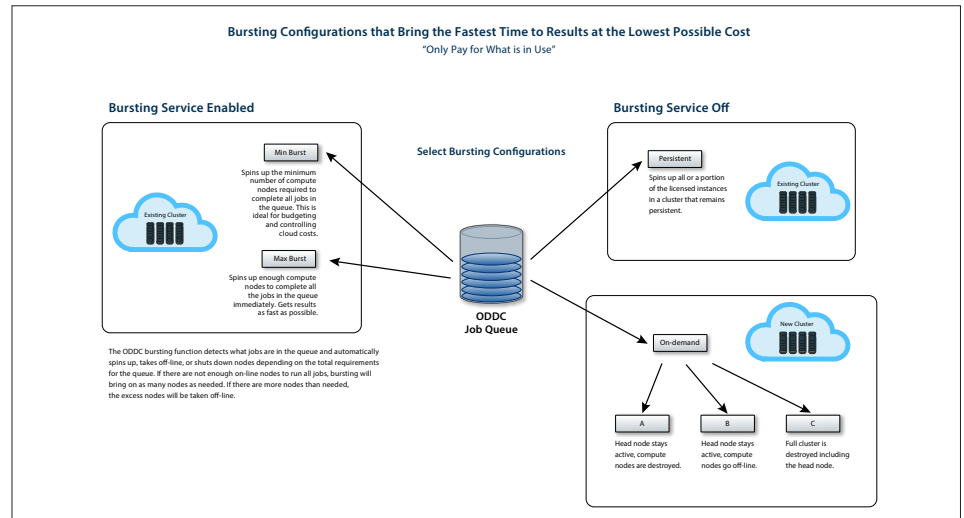 Bursting Configurations that Bring the Fastest Time to Results at the Lowest Possible Cost
“Only Pay for What is in Use”
Bursting Service Enabled
Min Burst
Spins up the minimum
number of compute
nodes required to
complete all jobs in
the queue. This is
ideal for budgeting
and controlling
cloud costs.
Existing Cluster
Max Burst
Spins up enough compute
nodes to complete all
the jobs in the queue
immediately. Gets results
as fast as possible.
The ODDC bursting function detects what jobs are in the queue and automatically
spins up, takes off-line, or shuts down nodes depending on the total requirements
for the queue. If there are not enough on-line nodes to run all jobs, bursting will
bring on as many nodes as needed. If there are more nodes than needed,
the excess nodes will be taken off-line.
Select Bursting Configurations
ODDC
Job Queue
Bursting Service Off
Persistent
Spins up all or a portion
of the licensed instances
in a cluster that remains
persistent.
Existing Cluster
New Cluster
On-demand
A
Head node stays
active, compute
nodes are destroyed.
B
Head node stays
active, compute
nodes go off-line.
C
Full cluster is
destroyed including
the head node.